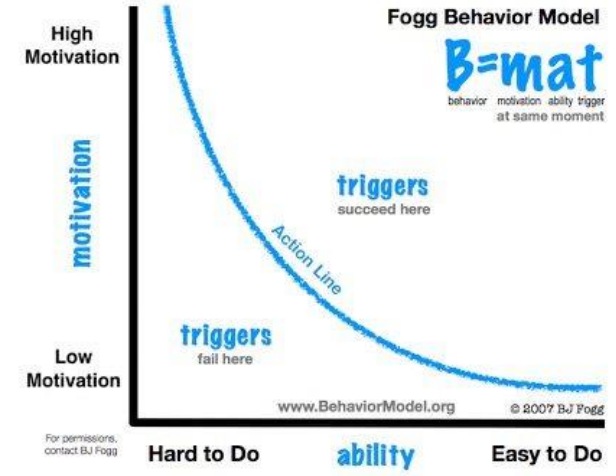 Fogg Behavior Model
B=mat
behavior motivation ability trigger
at same moment
High
Motivation
motivation
Low
Motivation
triggers
succeed here
Action Line
triggers
fail here
www.BehaviorModel.org
© 2007 BJ Fogg
For permissions,
contact BJ Fogg
Hard to Do
ability
Easy to Do